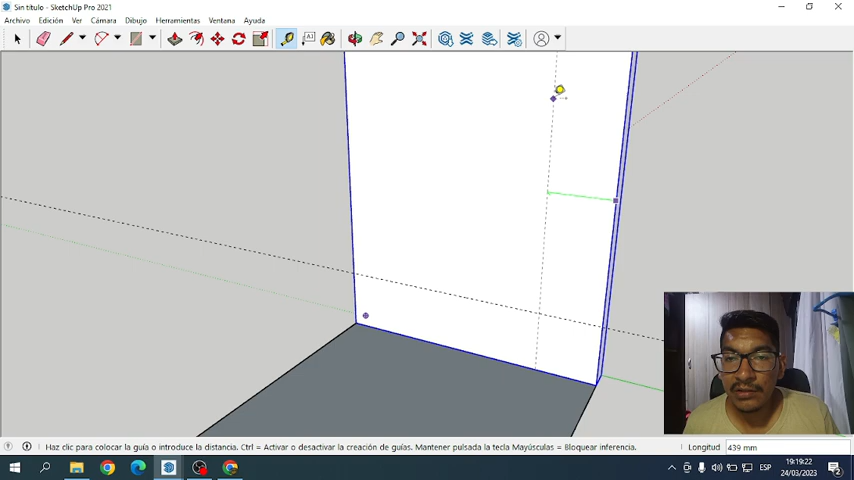 Sin título - SketchUp Pro 2021
Archivo Edición Ver Cámara Dibujo Herramientas Ventana Ayuda
A1
Haz clic para colocar la guía o introduce la distancia. Ctrl = Activar o desactivar la creación de guías. Mantener pulsada la tecla Mayúsculas = Bloquear inferencia.
Longitud 439 mm
ESP
19:19:22
24/03/2023
2